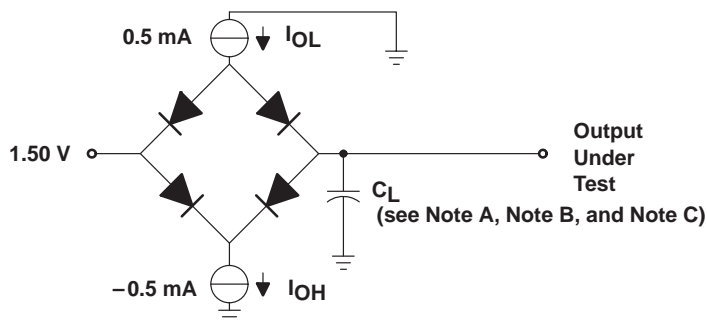 0.5 mA
IOL
1.50 V
Output
Under
Test
CL
(see Note A, Note B, and Note C)
−0.5 mA
IOH